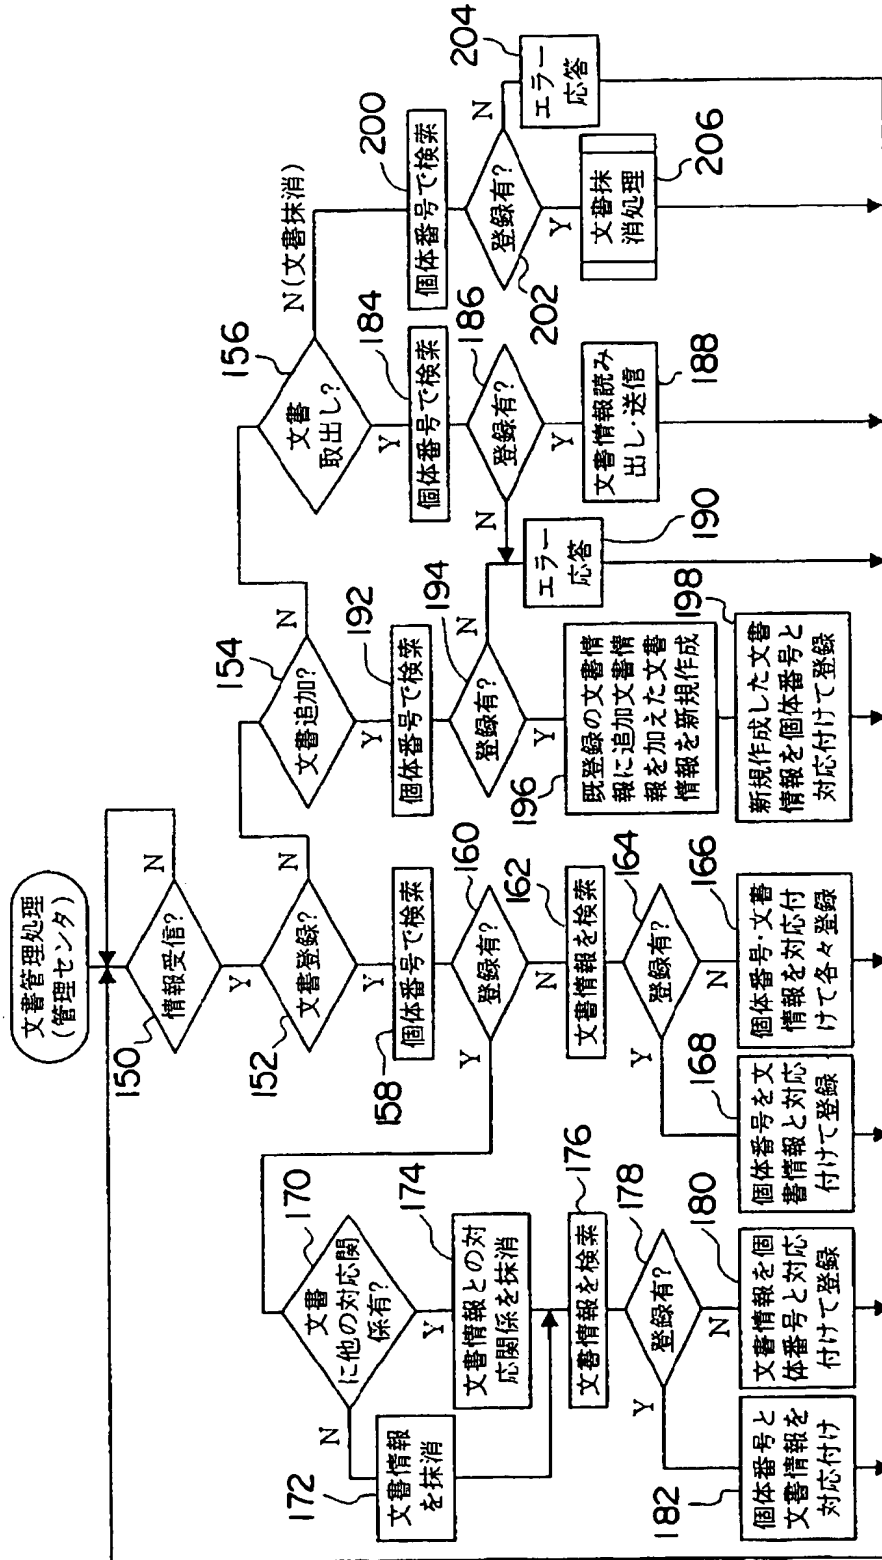 文書管理処理
(管理センタ)
150
情報受信?
N
Y
152
文書登録?
N
Y
154
文書追加?
N
Y
156
文書
取出し?
N(文書抹消)
Y
158
個体番号で検索
160
登録有?
Y
N
162
文書情報を検索
164
登録有?
Y
N
166
個体番号・文書
情報を対応付
けて各々登録
168
個体番号を文
書情報と対応
付けて登録
170
文書
に他の対応関
係有?
N
Y
172
文書情報
を抹消
174
文書情報との対
応関係を抹消
176
文書情報を検索
178
登録有?
Y
N
180
文書情報を個
体番号と対応
付けて登録
182
個体番号と
文書情報を
対応付け
192
個体番号で検索
194
登録有?
N
Y
196
既登録の文書情
報に追加文書情
報を加えた文書
情報を新規作成
198
新規作成した文書
情報を個体番号と
対応付けて登録
184
個体番号で検索
186
登録有?
N
Y
188
文書情報読み
出し・送信
190
エラー
応答
200
個体番号で検索
202
登録有?
N
Y
204
エラー
応答
206
文書抹
消処理